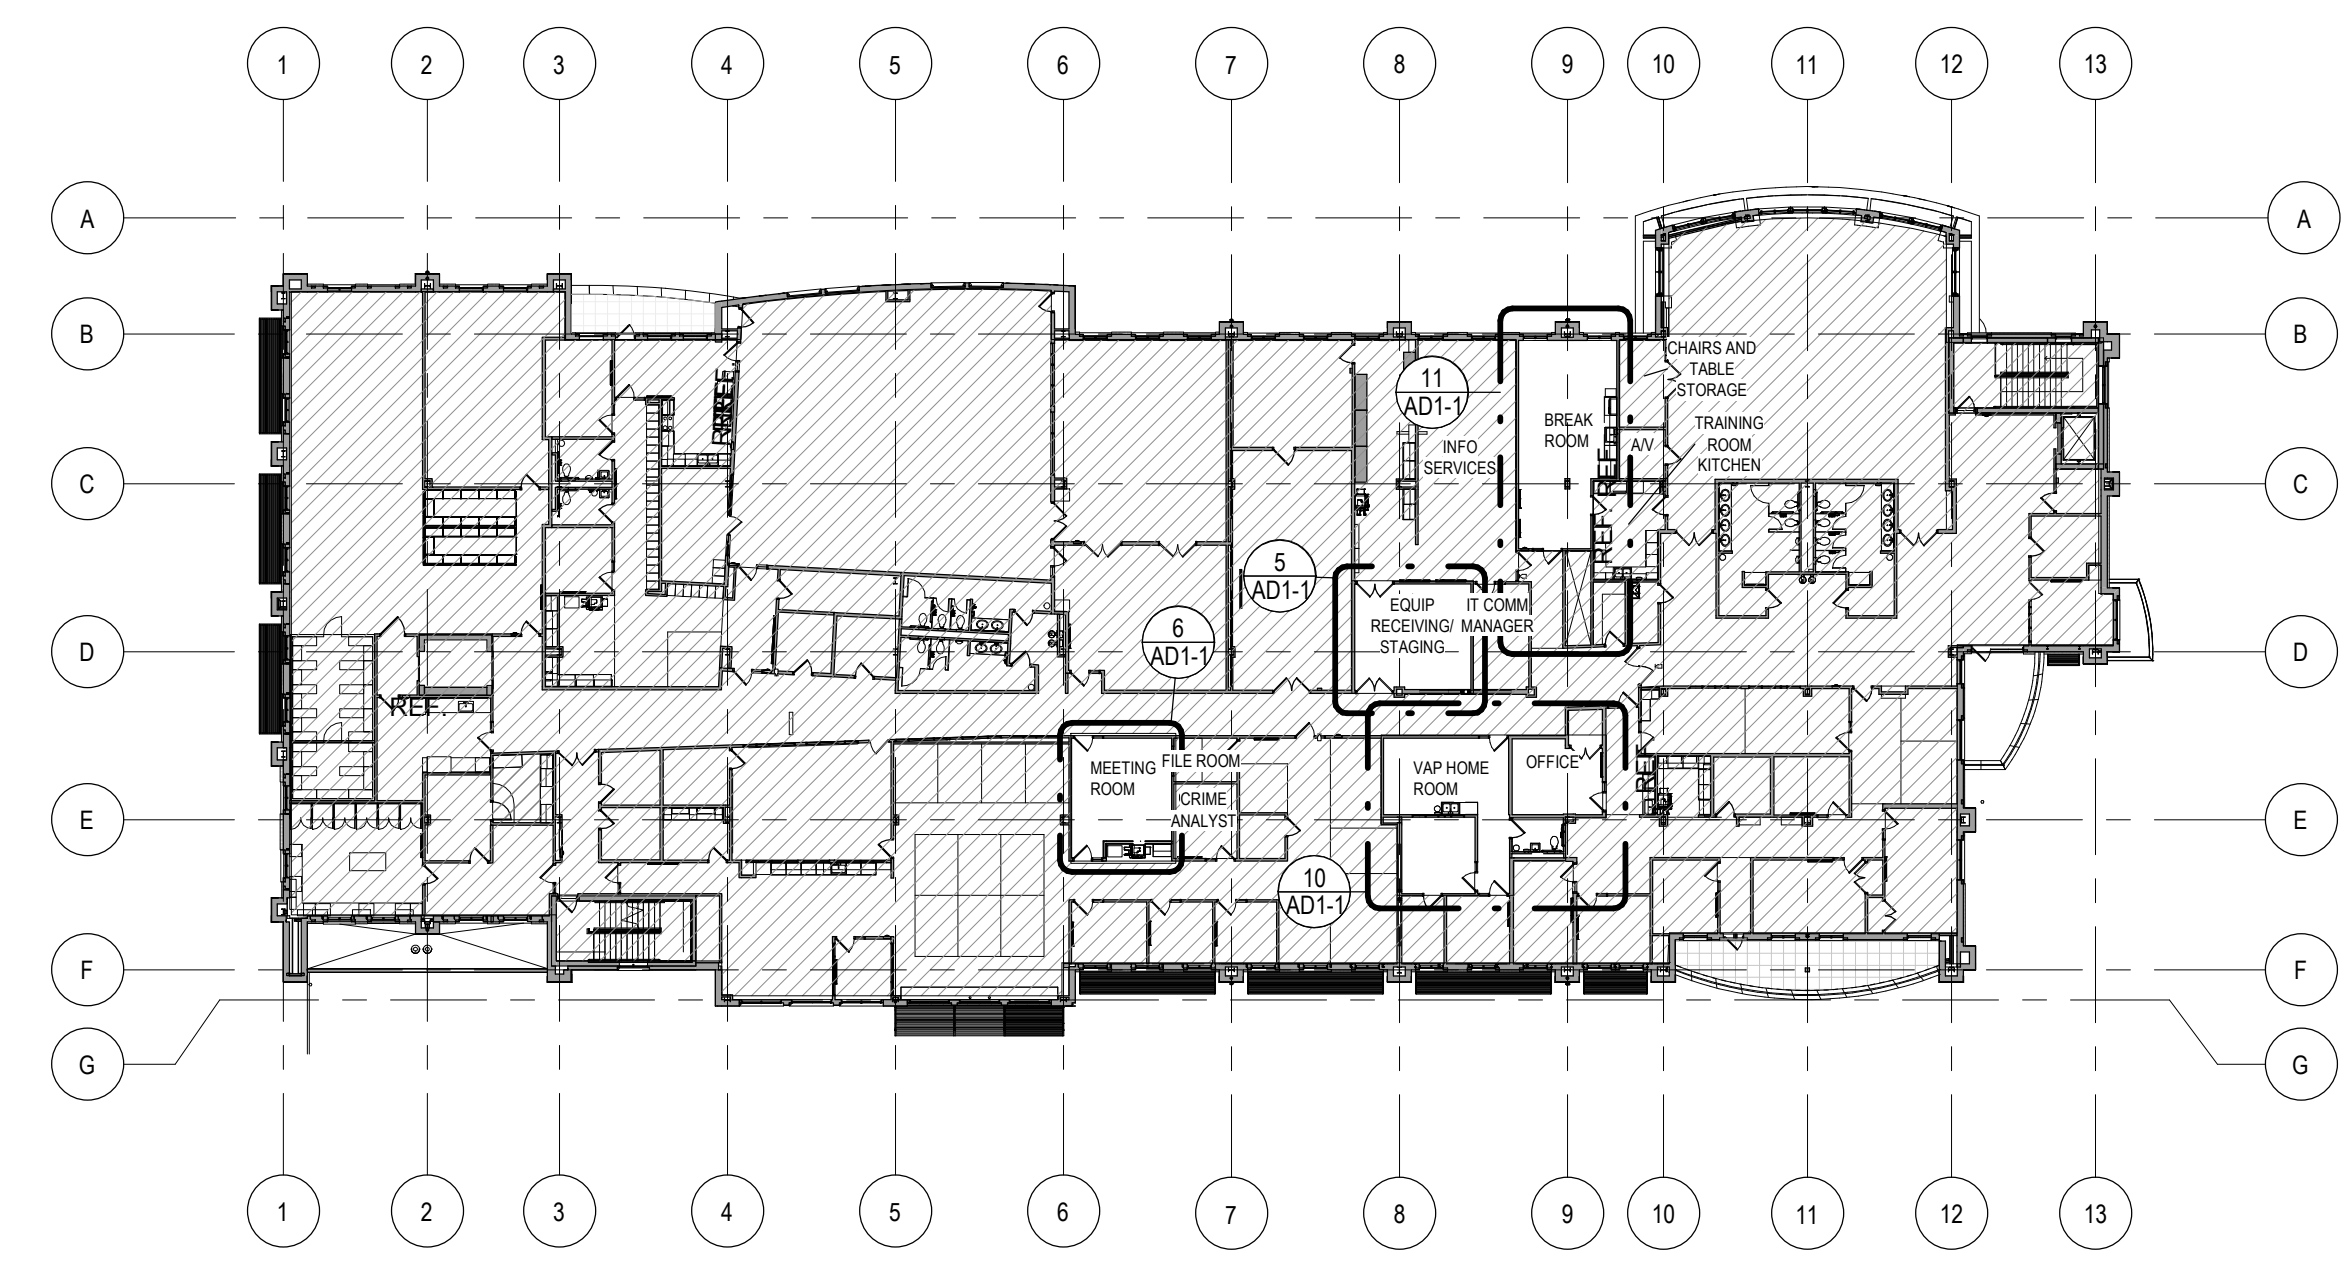 1 2 3 4 5 6 7 8 9 10 11 12 13
A A
B B
CHAIRS AND
TABLE
STORAGE
11
AD1-1
REF.
BREAK
ROOM
A/V
TRAINING
ROOM
KITCHEN
INFO
SERVICES
C C
REF.
5
AD1-1
EQUIP
RECEIVING/
STAGING
IT COMM
MANAGER
6
AD1-1
D D
REF.
MEETING
ROOM
FILE ROOM
CRIME
ANALYST
VAP HOME
ROOM
OFFICE
REF.
E E
10
AD1-1
F F
G G
1 2 3 4 5 6 7 8 9 10 11 12 13